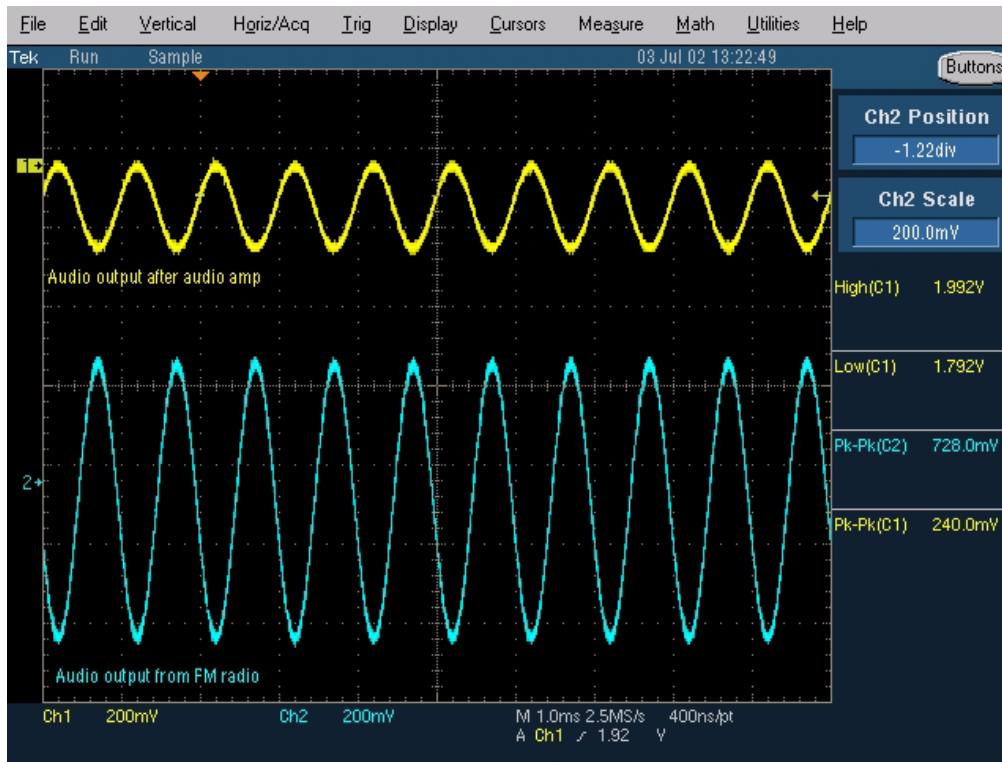 File Edit Vertical Horiz/Acq Trig Display Cursors Measure Math Utilities Help
Tek Run Sample 03 Jul 02 13:22:49
Buttons
Ch2 Position
-1.22div
Ch2 Scale
200.0mV
1
Audio output after audio amp
High(C1) 1.992V
Low(C1) 1.792V
Pk-Pk(C2) 728.0mV
2
Pk-Pk(C1) 240.0mV
Audio output from FM radio
Ch1 200mV Ch2 200mV M 1.0ms 2.5MS/s 400ns/pt
A Ch1 1.92 V